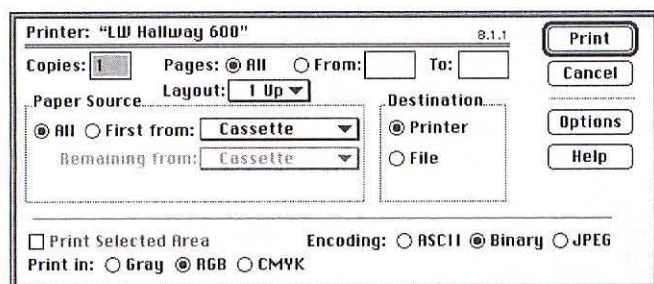 Printer: “LW Hallway 600” 8.1.1 Print
Copies: 1 Pages: All From: To: Cancel
Layout: 1 Up
Paper Source Destination
All First from: Cassette Printer Options
Remaining from: Cassette File Help
Print Selected Area Encoding: ASCII Binary JPEG
Print in: Gray RGB CMYK